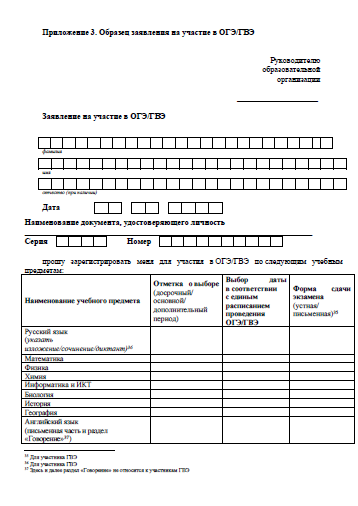 Приложение 3. Образец заявления на участие в ОГЭ/ГВЭ
Руководителю
образовательной
организации
Заявление на участие в ОГЭ/ГВЭ
фамилия
имя
отчество (при наличии)
Дата
Наименование документа, удостоверяющего личность
Серия Номер
прошу зарегистрировать меня для участия в ОГЭ/ГВЭ по следующим учебным
предметам:
Наименование учебного предмета
Отметка о выборе
(досрочный/
основной/
дополнительный
период)
Выбор даты
в соответствии
с единым
расписанием
проведения
ОГЭ/ГВЭ
Форма сдачи
экзамена
(устная/
письменная)³⁵
Русский язык
(указать
изложение/сочинение/диктант)³⁶
Математика
Физика
Химия
Информатика и ИКТ
Биология
История
География
Английский язык
(письменная часть и раздел
«Говорение»³⁷)
³⁵ Для участника ГВЭ
³⁶ Для участника ГВЭ
³⁷ Здесь и далее раздел «Говорение» не относится к участникам ГВЭ